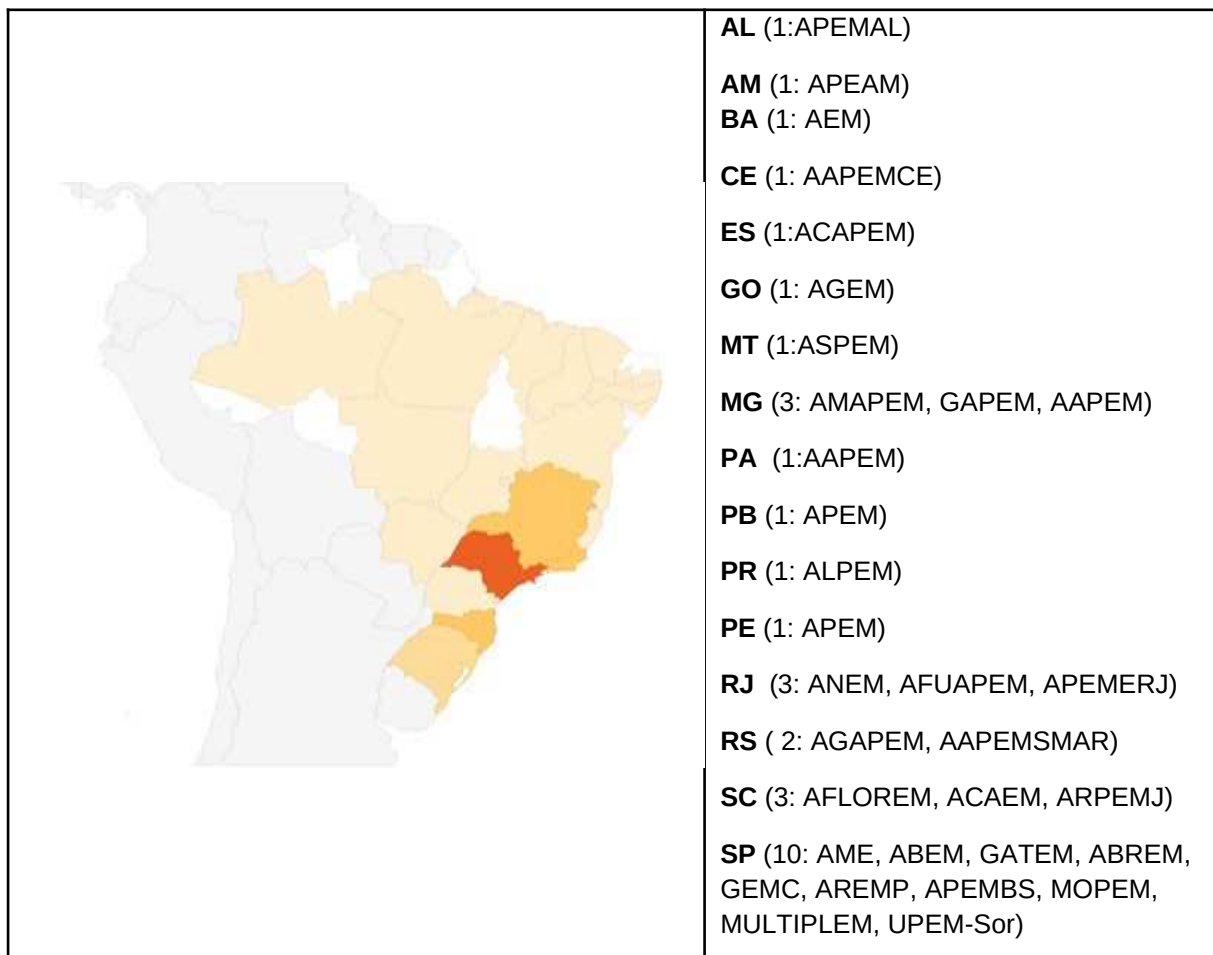 AL (1:APEMAL)
AM (1: APEAM)
BA (1: AEM)
CE (1: AAPEMCE)
ES (1:ACAPEM)
GO (1: AGEM)
MT (1:ASPEM)
MG (3: AMAPEM, GAPEM, AAPEM)
PA (1:AAPEM)
PB (1: APEM)
PR (1: ALPEM)
PE (1: APEM)
RJ (3: ANEM, AFUAPEM, APEMERJ)
RS ( 2: AGAPEM, AAPEMSMAR)
SC (3: AFLOREM, ACAEM, ARPEMJ)
SP (10: AME, ABEM, GATEM, ABREM,
GEMC, AREMP, APEMBS, MOPEM,
MULTIPLEM, UPEM-Sor)